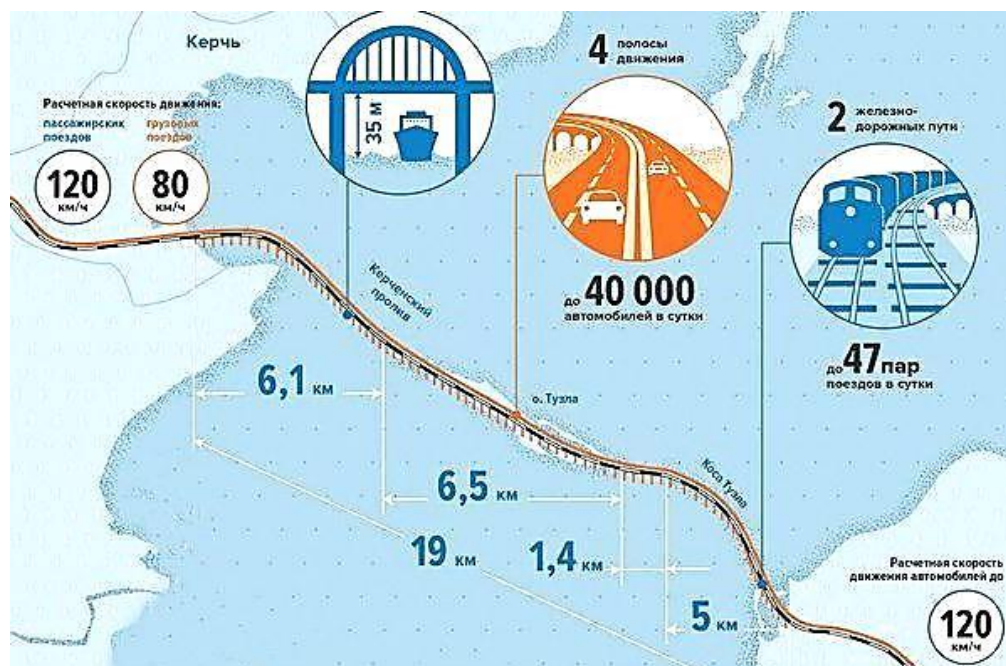 Керчь
Расчетная скорость движения:
пассажирских
поездов
120
км/ч
грузовых
поездов
80
км/ч
35 м
4 полосы
движения
до 40 000
автомобилей в сутки
2 железно-
дорожных пути
до 47 пар
поездов в сутки
Керченский
пролив
о. Тузла
Коса Тузла
6,1 км
6,5 км
19 км
1,4 км
5 км
Расчетная скорость
движения автомобилей до
120
км/ч